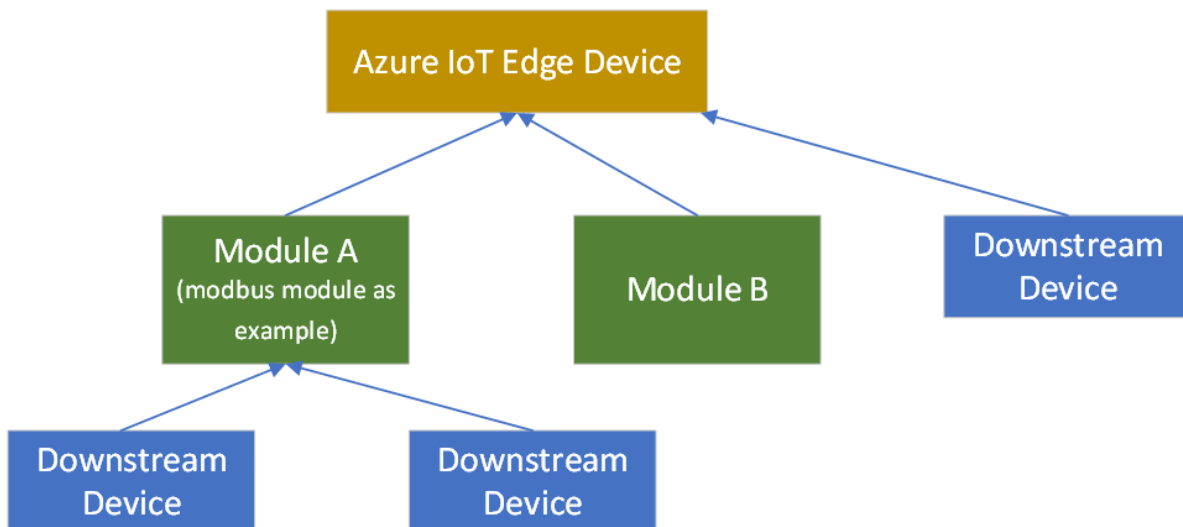 Azure IoT Edge Device
Module A
(modbus module as
example)
Module B
Downstream
Device
Downstream
Device
Downstream
Device